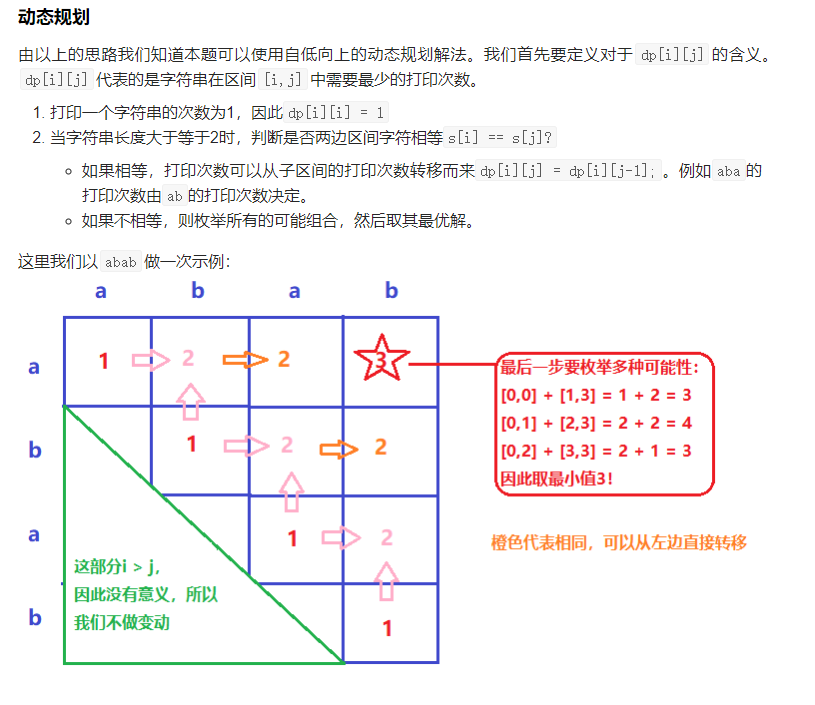 动态规划
由以上的思路我们知道本题可以使用自低向上的动态规划解法。我们首先要定义对于 dp[i][j] 的含义。
dp[i][j] 代表的是字符串在区间 [i,j] 中需要最少的打印次数。
1. 打印一个字符串的次数为1，因此 dp[i][i] = 1
2. 当字符串长度大于等于2时，判断是否两边区间字符相等 s[i] == s[j]?
如果相等，打印次数可以从子区间的打印次数转移而来 dp[i][j] = dp[i][j-1]; 。例如 aba 的
打印次数由 ab 的打印次数决定。
如果不相等，则枚举所有的可能组合，然后取其最优解。
这里我们以 abab 做一次示例：
a b a b
a 1 2 2 3
最后一步要枚举多种可能性：
[0,0] + [1,3] = 1 + 2 = 3
[0,1] + [2,3] = 2 + 2 = 4
[0,2] + [3,3] = 2 + 1 = 3
因此取最小值3！
b 1 2 2
a 1 2
橙色代表相同，可以从左边直接转移
这部分i > j，
因此没有意义，所以
我们不做变动
b 1